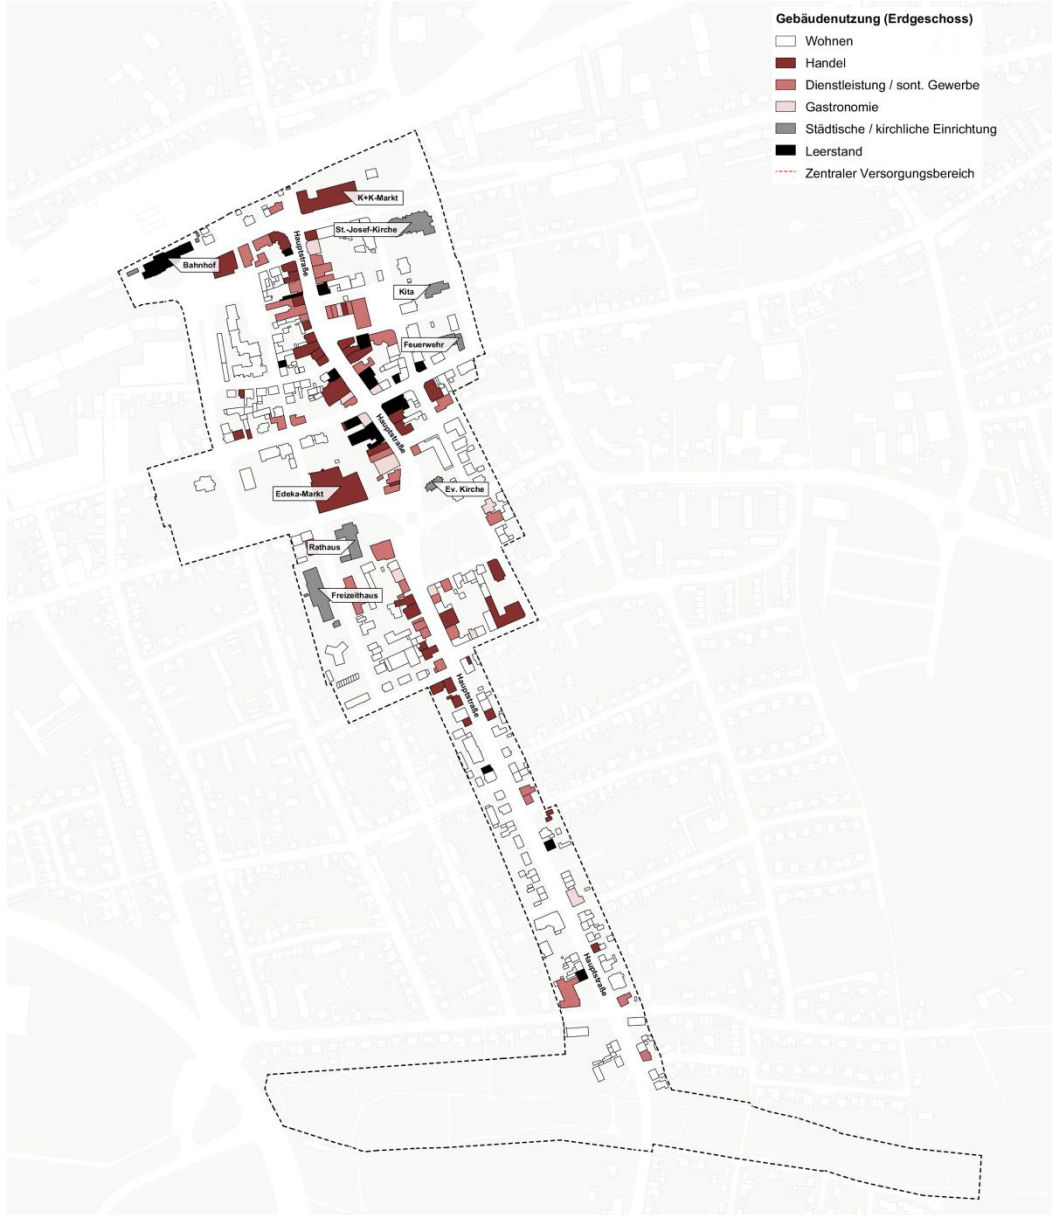 Gebäudenutzung (Erdgeschoss)
Wohnen
Handel
Dienstleistung / sont. Gewerbe
Gastronomie
Städtische / kirchliche Einrichtung
Leerstand
Zentraler Versorgungsbereich
K+K-Markt
St.-Josef-Kirche
Hauptstraße
Bahnhof
Kita
Feuerwehr
Hauptstraße
Edeka-Markt
Ev. Kirche
Rathaus
Freizeithaus
Hauptstraße
Hauptstraße